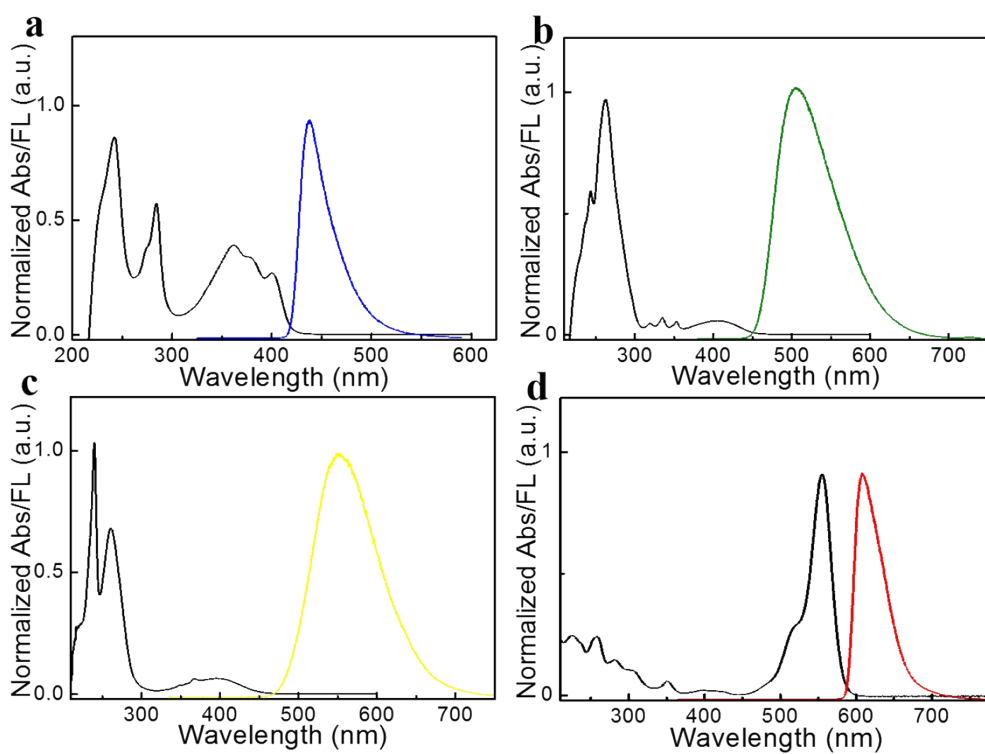 a
Normalized Abs/FL (a.u.)
1.0
0.5
0.0
200 300 400 500 600
Wavelength (nm)
b
Normalized Abs/FL (a.u.)
1
0
300 400 500 600 700
Wavelength (nm)
c
Normalized Abs/FL (a.u.)
1.0
0.5
0.0
300 400 500 600 700
Wavelength (nm)
d
Normalized Abs/FL (a.u.)
1
0
300 400 500 600 700
Wavelength (nm)